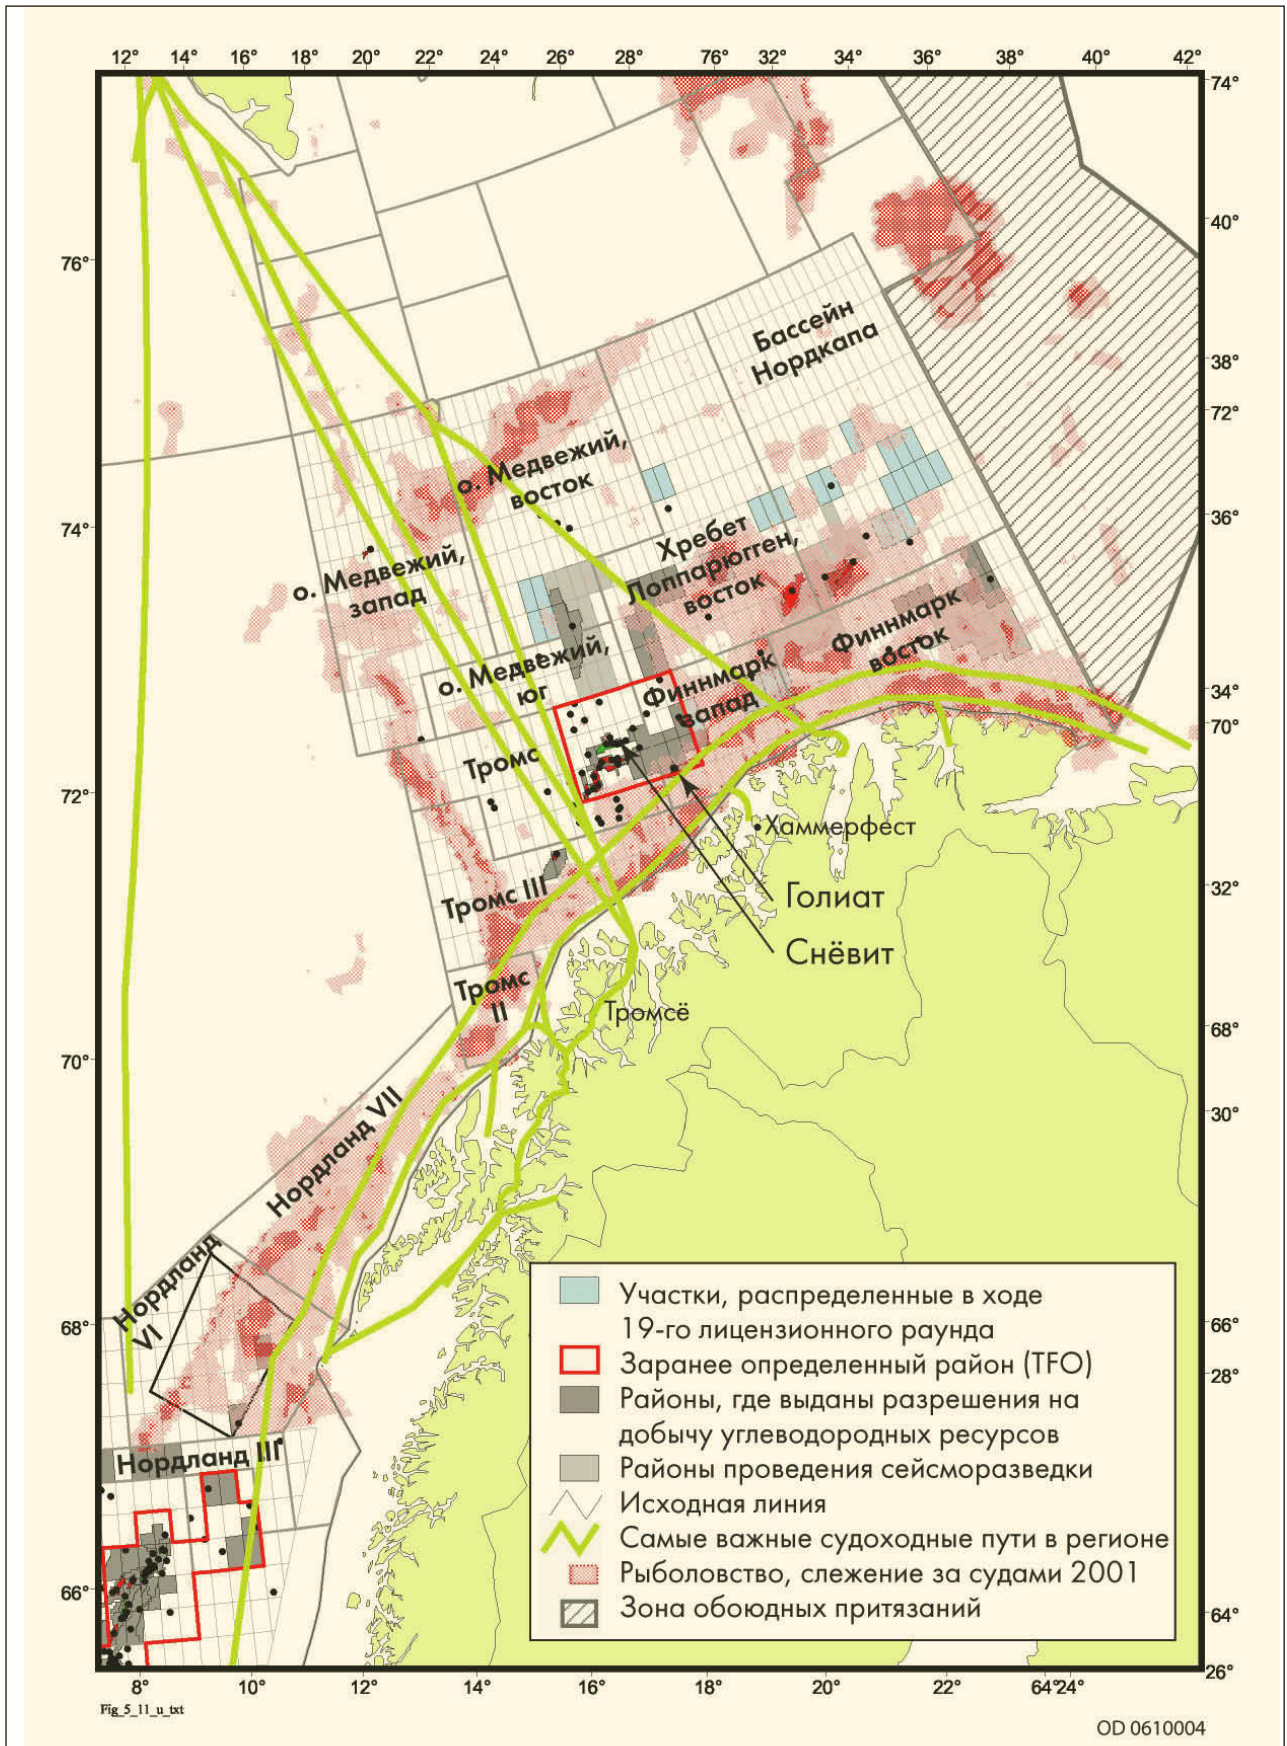 12° 14° 16° 18° 20° 22° 24° 26° 28° 76° 32° 34° 36° 38° 40° 42°
74°
40°
76°
Бассейн
Нордкапа
38°
72°
о. Медвежий,
восток
74°
36°
Хребет
Лоппарюгген,
восток
о. Медвежий,
запад
Финнмарк
восток
о. Медвежий,
юг
Финнмарк
запад
34°
70°
Тромс
72°
Хаммерфест
Тромс III
32°
Голиат
Снёвит
Тромс
II
Тромсё
68°
70°
30°
Нордланд VII
Нордланд
VI
68°
66°
28°
Участки, распределенные в ходе
19-го лицензионного раунда
Заранее определенный район (TFO)
Районы, где выданы разрешения на
добычу углеводородных ресурсов
Районы проведения сейсморазведки
Исходная линия
Самые важные судоходные пути в регионе
Рыболовство, слежение за судами 2001
Зона обоюдных притязаний
Нордланд III
66°
64°
26°
8° 10° 12° 14° 16° 18° 20° 22° 64°24°
Fig_5_11_u_txt
OD 0610004